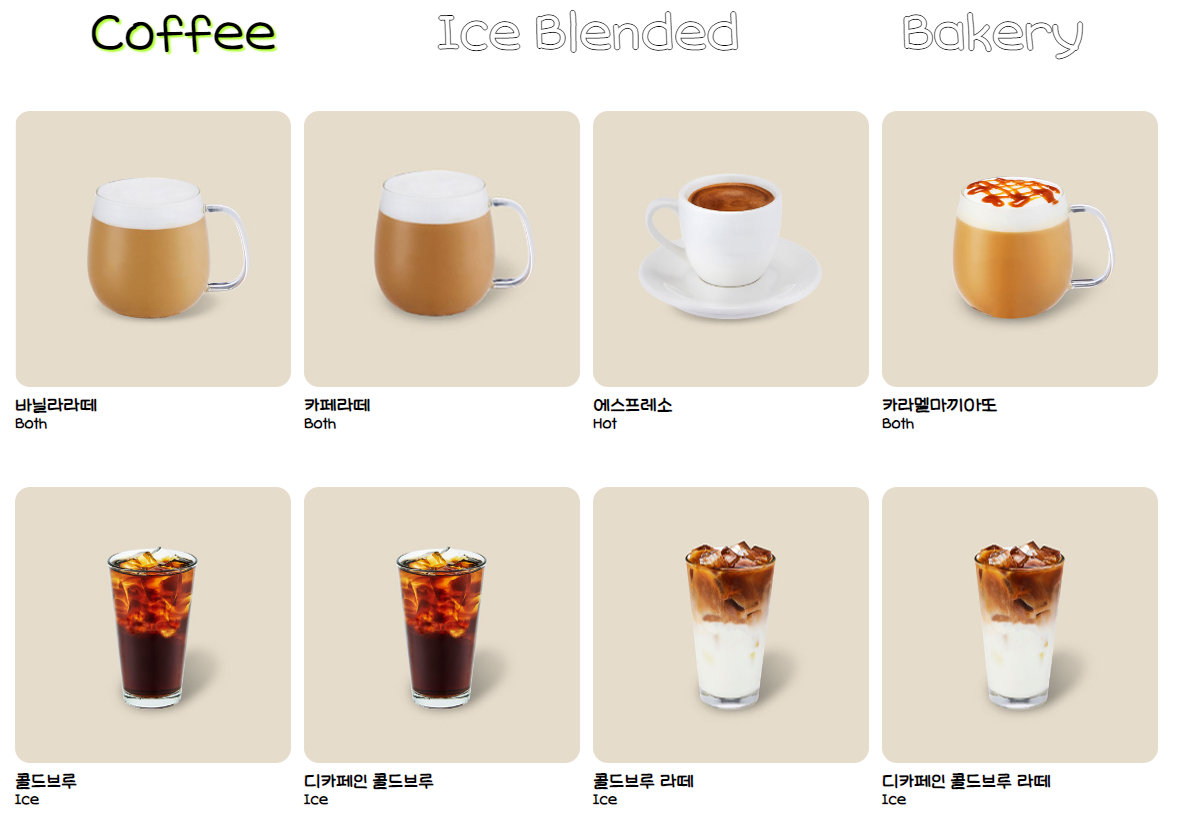 Coffee
Ice Blended
Bakery
바닐라라떼
Both
카페라떼
Both
에스프레소
Hot
카라멜마끼아또
Both
콜드브루
Ice
디카페인 콜드브루
Ice
콜드브루 라떼
Ice
디카페인 콜드브루 라떼
Ice